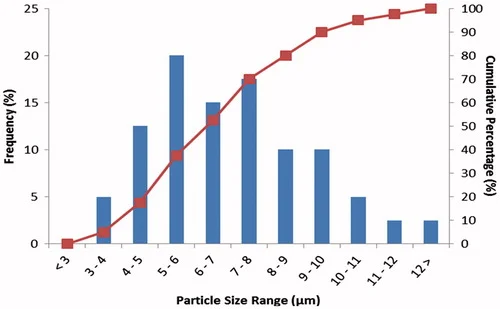 25
20
15
10
5
0
Frequency (%)
100
90
80
70
60
50
40
30
20
10
0
Cumulative Percentage (%)
< 3
3 - 4
4 - 5
5 - 6
6 - 7
7 - 8
8 - 9
9 - 10
10 - 11
11 - 12
12 >
Particle Size Range (µm)